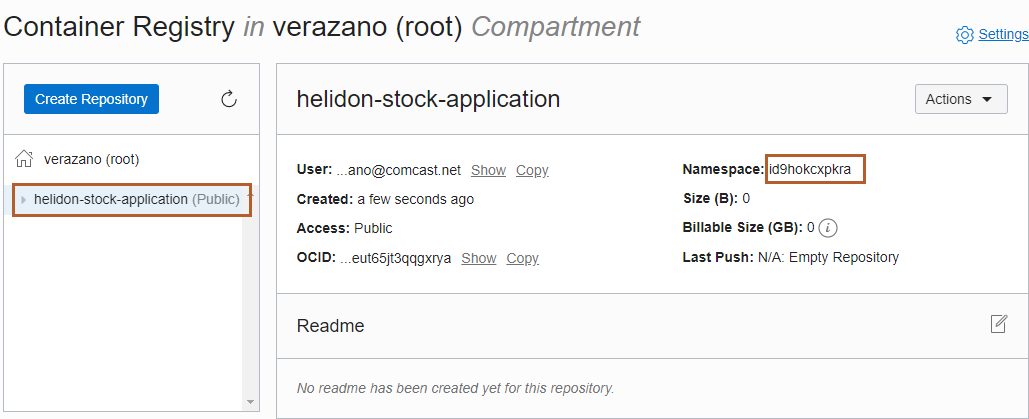 Container Registry in verazano (root) Compartment
Settings
Create Repository
verazano (root)
helidon-stock-application (Public)
helidon-stock-application
Actions
User: ...ano@comcast.net Show Copy
Created: a few seconds ago
Access: Public
OCID: ...eut65jt3qqgxrya Show Copy
Namespace: id9hokcxpkra
Size (B): 0
Billable Size (GB): 0 i
Last Push: N/A: Empty Repository
Readme
No readme has been created yet for this repository.